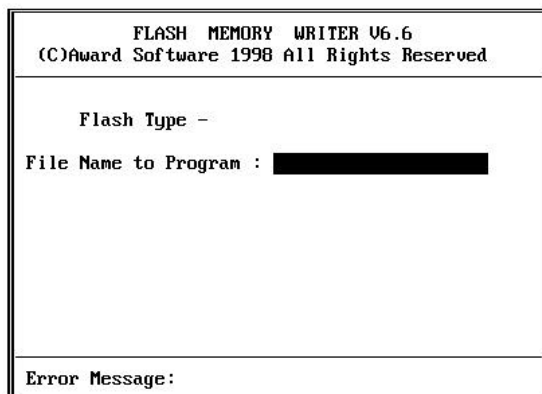 FLASH MEMORY WRITER V6.6
(C)Award Software 1998 All Rights Reserved
Flash Type -
File Name to Program :
Error Message: